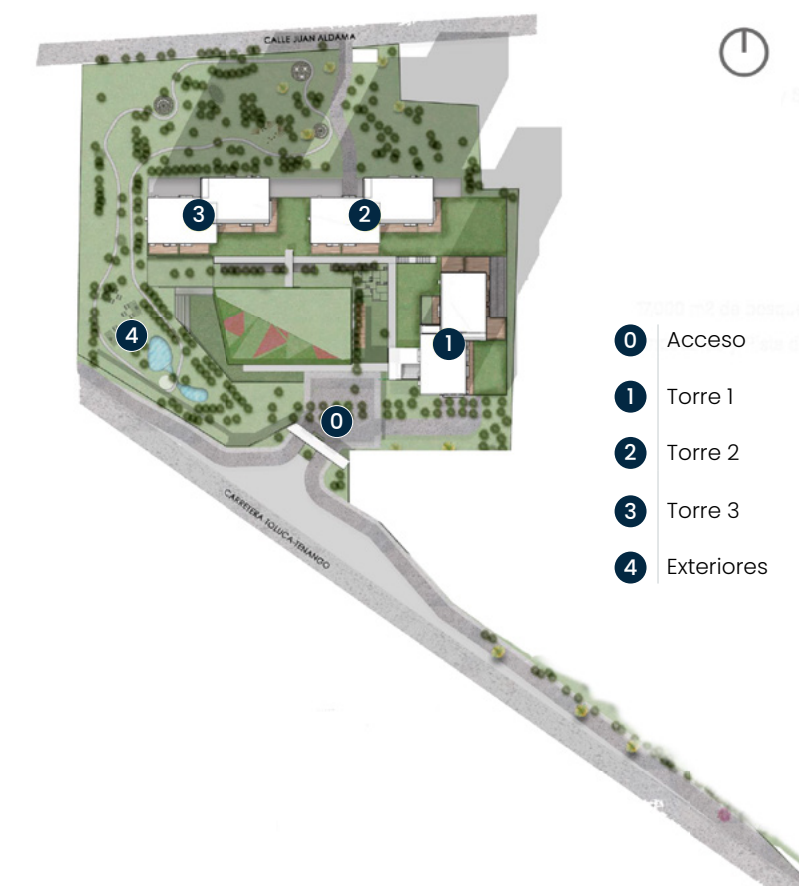 CALLE JUAN ALDAMA
3
2
4
1
0
CARRETERA TOLUCA-TENANGO
0 Acceso
1 Torre 1
2 Torre 2
3 Torre 3
4 Exteriores